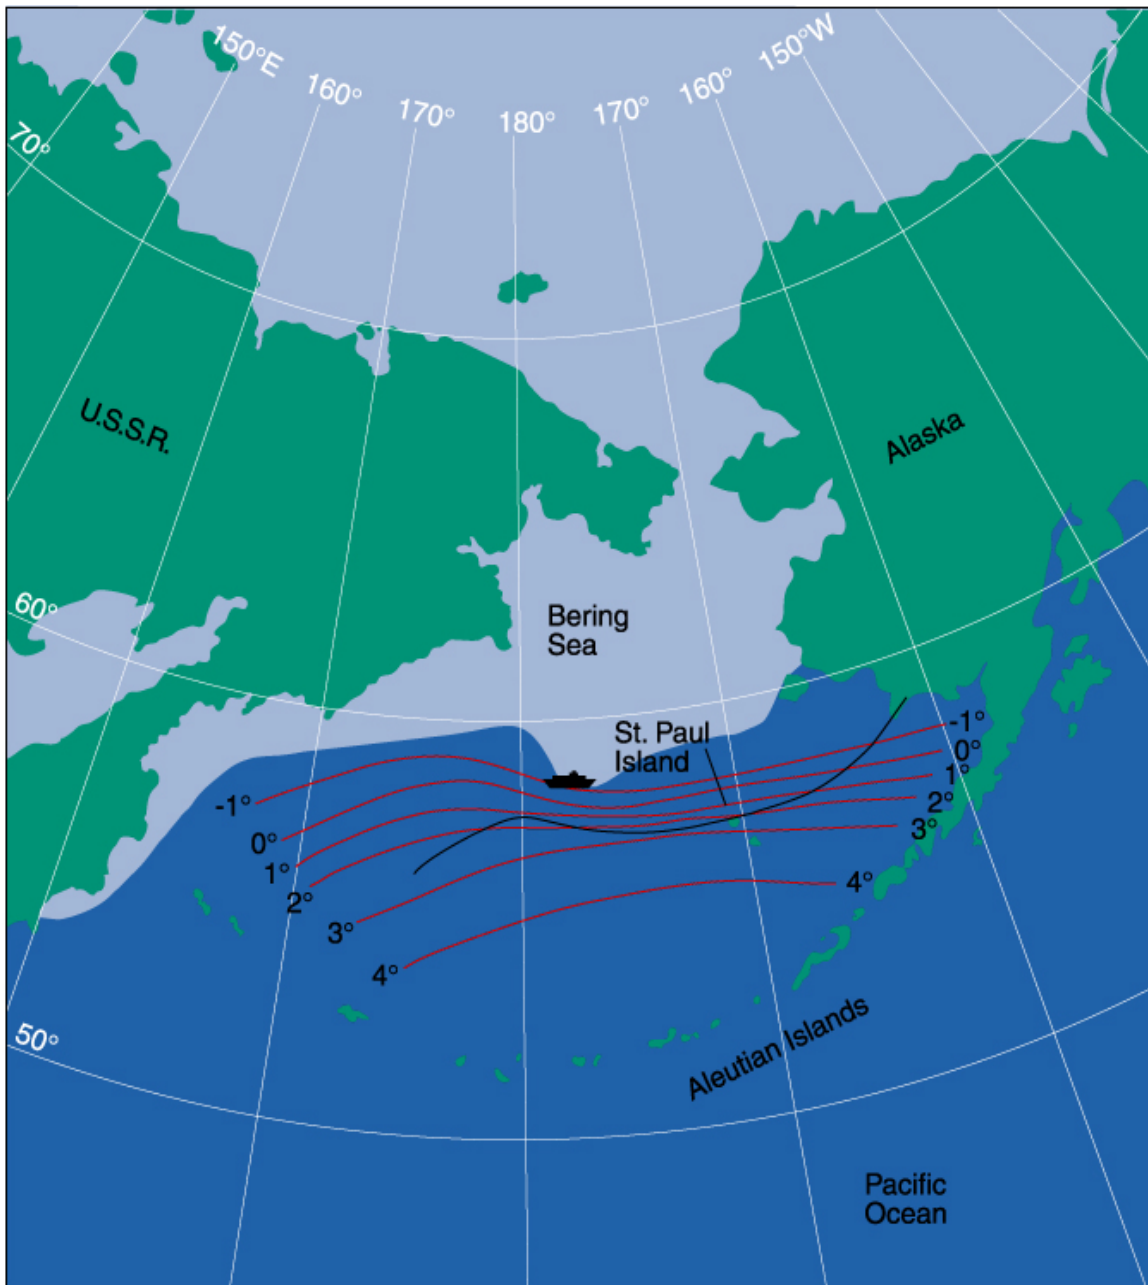 150°E
160°
170°
180°
170°
160°
150°W
70°
U.S.S.R.
Alaska
60°
Bering
Sea
St. Paul
Island
-1°
0°
1°
2°
3°
4°
-1°
0°
1°
2°
3°
4°
50°
Aleutian Islands
Pacific
Ocean